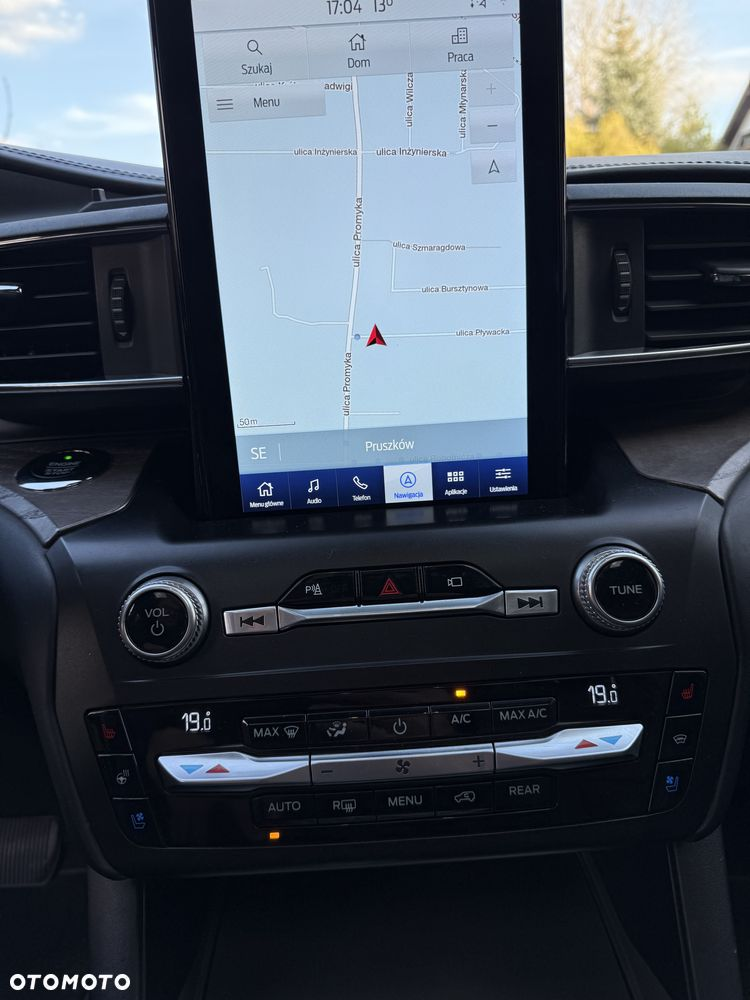 17:04 13°
Szukaj
Dom
Praca
Menu
adwigi
ulica Wilcza
ulica Młynarska
ulica Inżynierska
ulica Inżynierska
ulica Promyka
ulica Szmaragdowa
ulica Bursztynowa
ulica Pływacka
ulica Promyka
50m
SE
Pruszków
Menu główne
Audio
Telefon
Nawigacja
Aplikacje
Ustawienia
ENGINE
START
VOL
TUNE
19.0
19.0
MAX
A/C
MAX A/C
AUTO
R
MENU
REAR
OTOMOTO